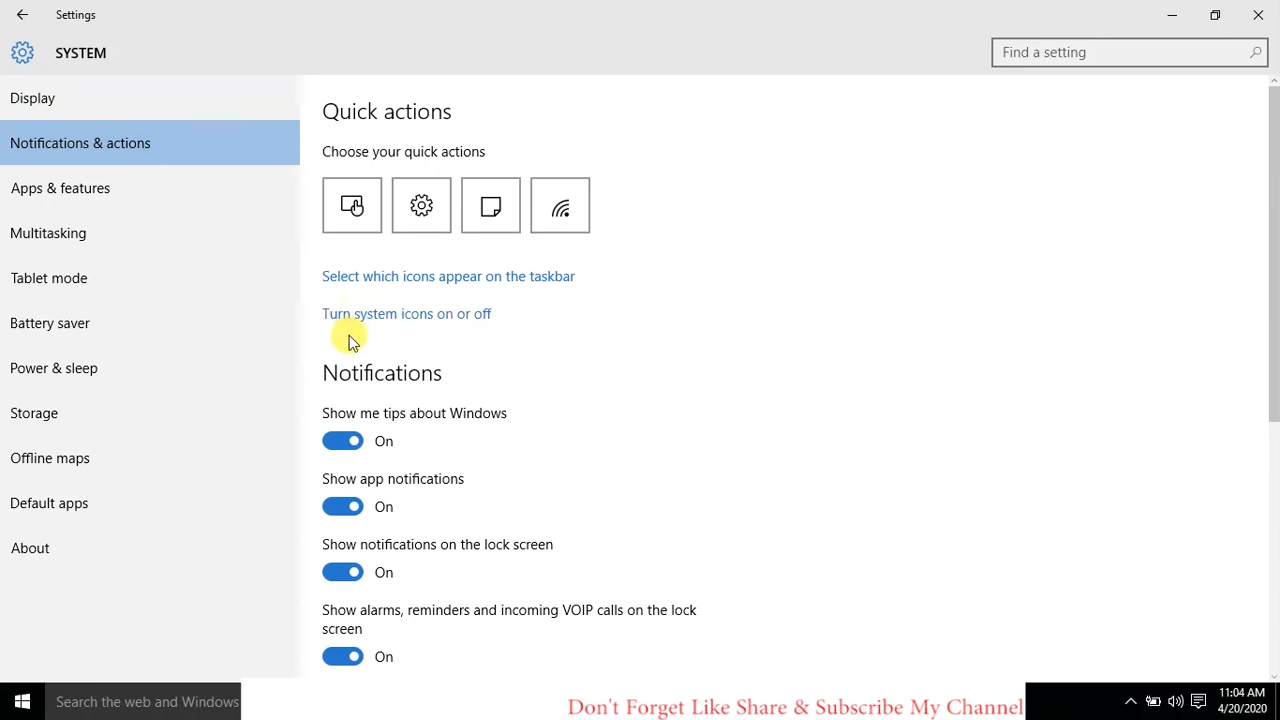 Settings
SYSTEM
Find a setting
Display
Notifications & actions
Apps & features
Multitasking
Tablet mode
Battery saver
Power & sleep
Storage
Offline maps
Default apps
About
Quick actions
Choose your quick actions
Select which icons appear on the taskbar
Turn system icons on or off
Notifications
Show me tips about Windows
On
Show app notifications
On
Show notifications on the lock screen
On
Show alarms, reminders and incoming VOIP calls on the lock
screen
On
Search the web and Windows
Don't Forget Like Share & Subscribe My Channel
11:04 AM
4/20/2020